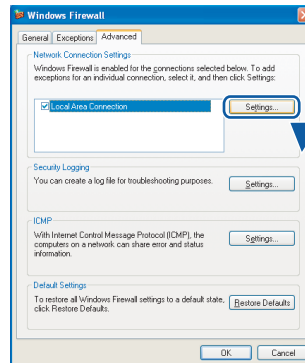 Windows Firewall
General Exceptions Advanced
Network Connection Settings
Windows Firewall is enabled for the connections selected below. To add
exceptions for an individual connection, select it, and then click Settings:
Local Area Connection
Settings...
Security Logging
You can create a log file for troubleshooting purposes.
Settings...
ICMP
With Internet Control Message Protocol (ICMP), the
computers on a network can share error and status
information.
Settings...
Default Settings
To restore all Windows Firewall settings to a default state,
click Restore Defaults.
Restore Defaults
OK Cancel